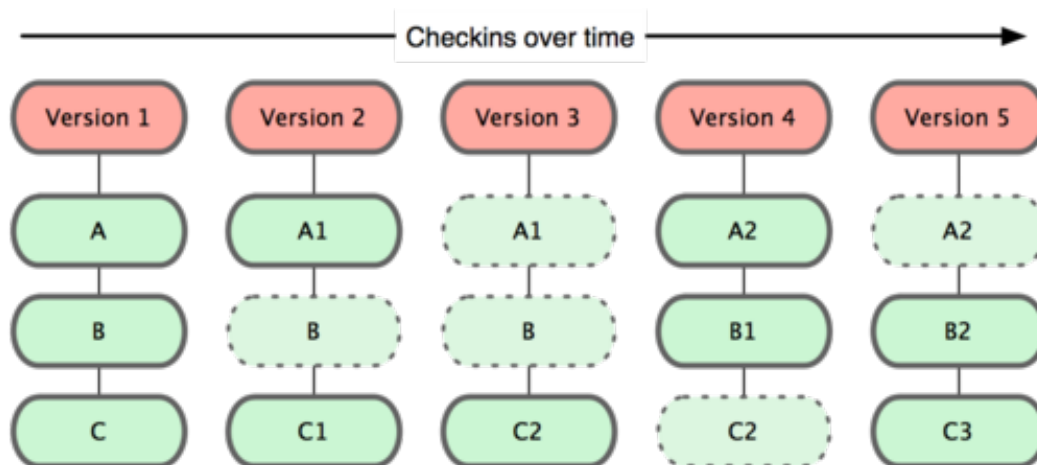 Checkins over time
Version 1 Version 2 Version 3 Version 4 Version 5
A A1 A1 A2 A2
B B B B1 B2
C C1 C2 C2 C3